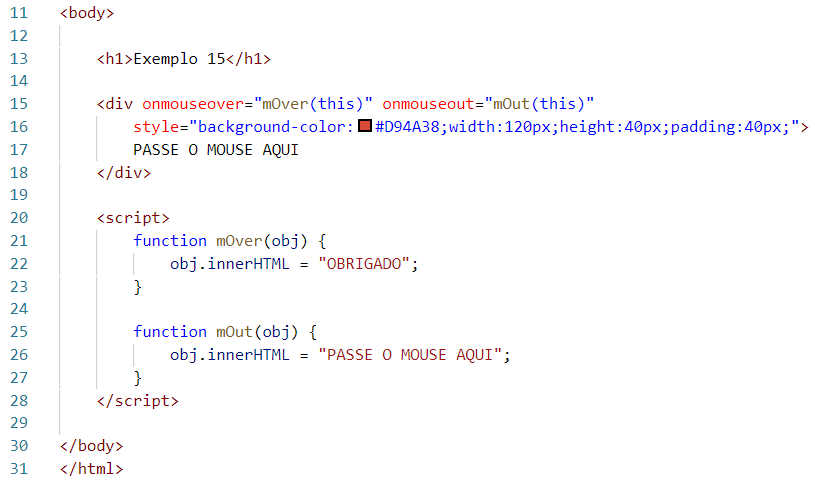 11 <body>
12
13 <h1>Exemplo 15</h1>
14
15 <div onmouseover="mOver(this)" onmouseout="mOut(this)"
16 style="background-color:#D94A38;width:120px;height:40px;padding:40px;">
17 PASSE O MOUSE AQUI
18 </div>
19
20 <script>
21 function mOver(obj) {
22 obj.innerHTML = "OBRIGADO";
23 }
24
25 function mOut(obj) {
26 obj.innerHTML = "PASSE O MOUSE AQUI";
27 }
28 </script>
29
30 </body>
31 </html>